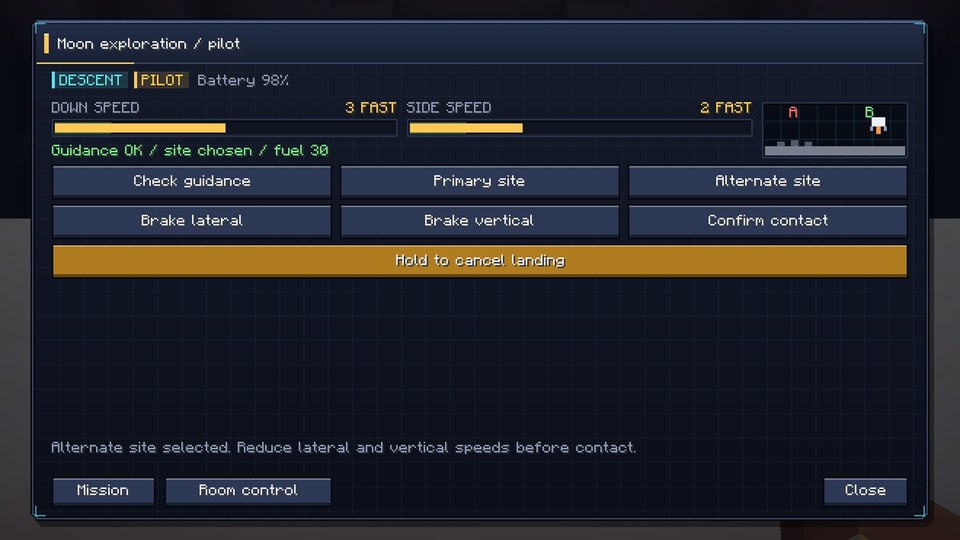 Moon exploration / pilot
DESCENT PILOT Battery 98%
DOWN SPEED 3 FAST SIDE SPEED 2 FAST
A B
Guidance OK / site chosen / fuel 30
Check guidance Primary site Alternate site
Brake lateral Brake vertical Confirm contact
Hold to cancel landing
Alternate site selected. Reduce lateral and vertical speeds before contact.
Mission Room control Close